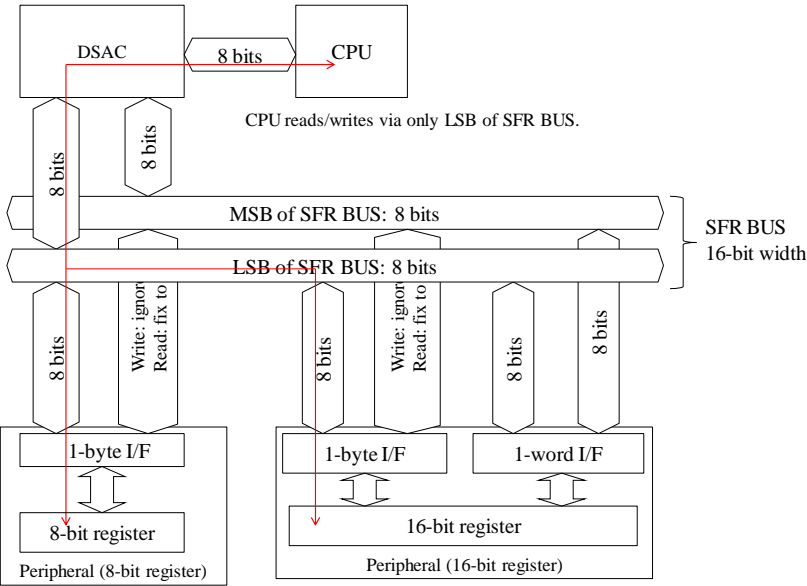 DSAC
8 bits
CPU
CPU reads/writes via only LSB of SFR BUS.
8 bits
8 bits
MSB of SFR BUS: 8 bits
SFR BUS
16-bit width
LSB of SFR BUS: 8 bits
8 bits
Write: ignore
Read: fix to
8 bits
Write: ignore
Read: fix to
8 bits
8 bits
1-byte I/F
1-byte I/F
1-word I/F
8-bit register
16-bit register
Peripheral (8-bit register)
Peripheral (16-bit register)